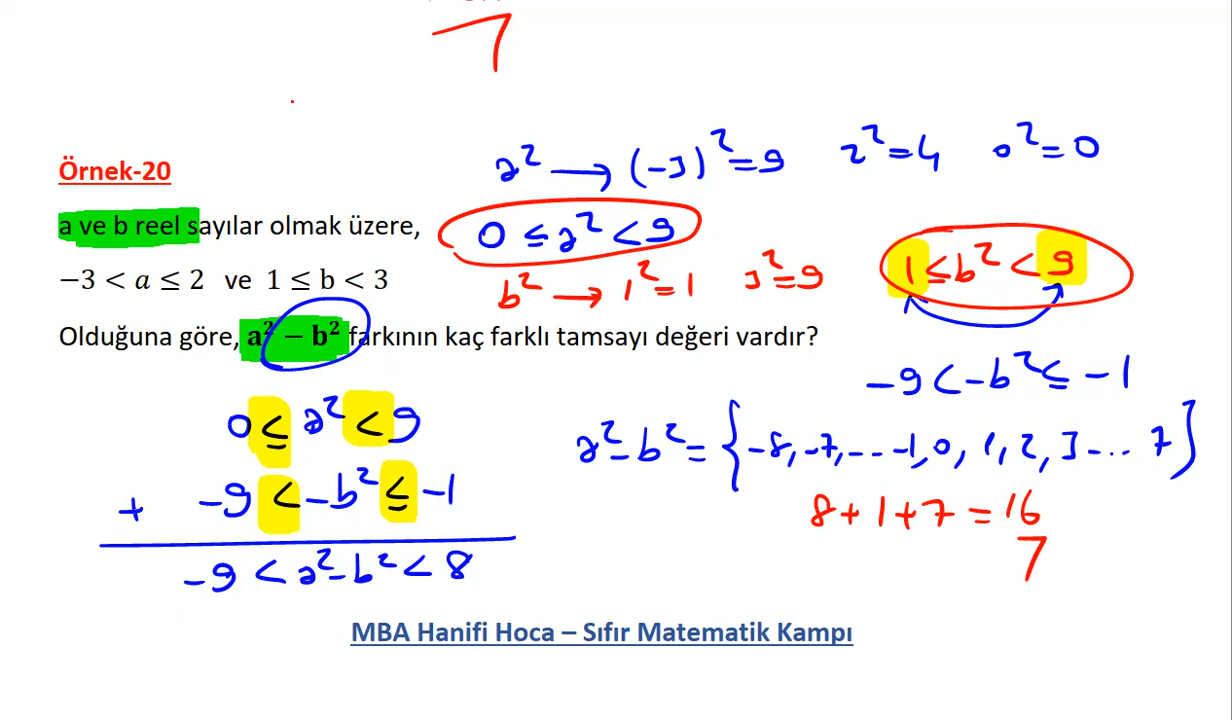 Örnek-20
a² → (-3)² = 9 2² = 4 0² = 0
a ve b reel sayılar olmak üzere,
0 ≤ a² < 9
1 ≤ b² < 9
−3 < a ≤ 2 ve 1 ≤ b < 3
b² → 1² = 1 3² = 9
Olduğuna göre, a² − b² farkının kaç farklı tamsayı değeri vardır?
-9 < -b² ≤ -1
0 ≤ a² < 9
a² - b² = {-8, -7, ... -1, 0, 1, 2, 3 ... 7}
+ -9 < -b² ≤ -1
8 + 1 + 7 = 16
-9 < a² - b² < 8
MBA Hanifi Hoca – Sıfır Matematik Kampı